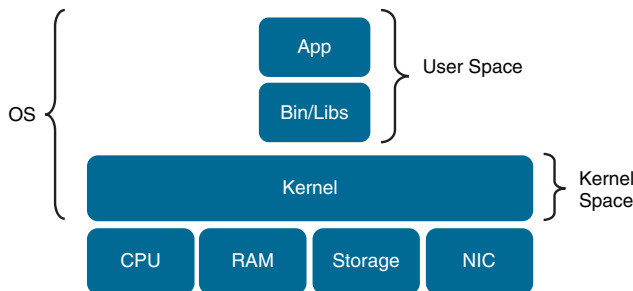 App
User Space
OS
Bin/Libs
Kernel
Kernel
Space
CPU
RAM
Storage
NIC